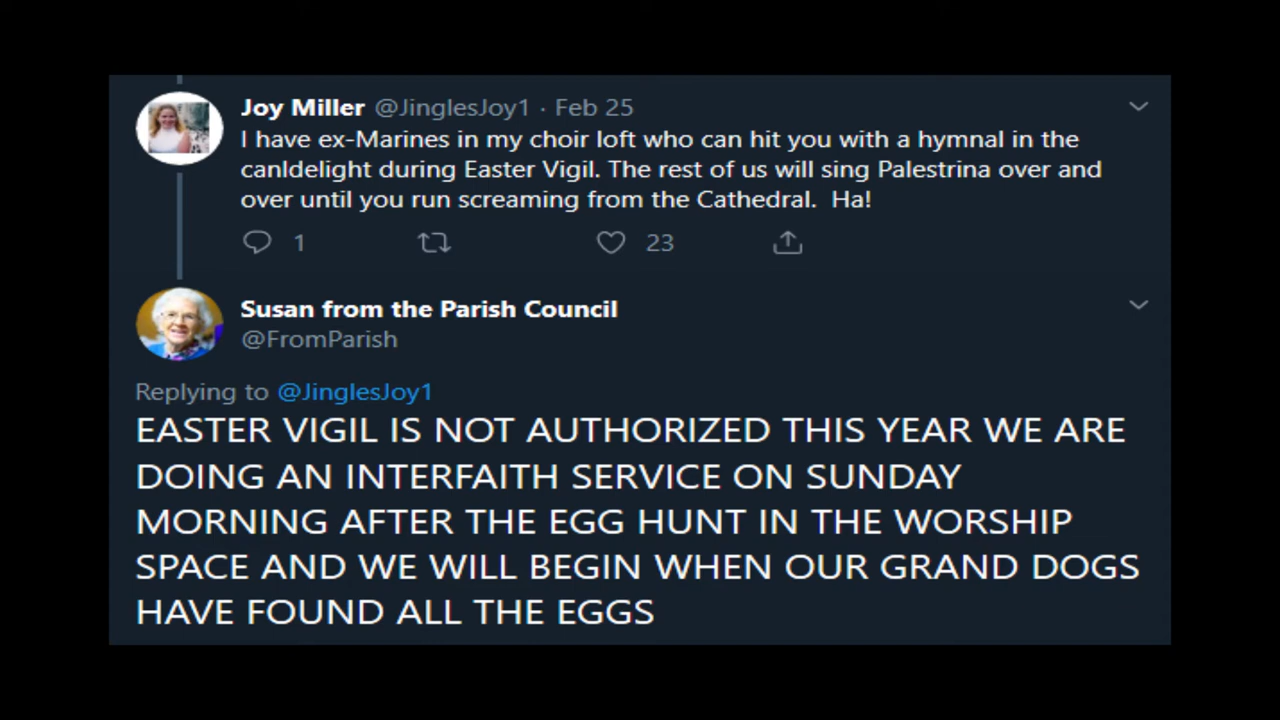 Joy Miller @JinglesJoy1 · Feb 25
I have ex-Marines in my choir loft who can hit you with a hymnal in the
canldelight during Easter Vigil. The rest of us will sing Palestrina over and
over until you run screaming from the Cathedral.  Ha!
1 23
Susan from the Parish Council
@FromParish
Replying to @JinglesJoy1
EASTER VIGIL IS NOT AUTHORIZED THIS YEAR WE ARE
DOING AN INTERFAITH SERVICE ON SUNDAY
MORNING AFTER THE EGG HUNT IN THE WORSHIP
SPACE AND WE WILL BEGIN WHEN OUR GRAND DOGS
HAVE FOUND ALL THE EGGS